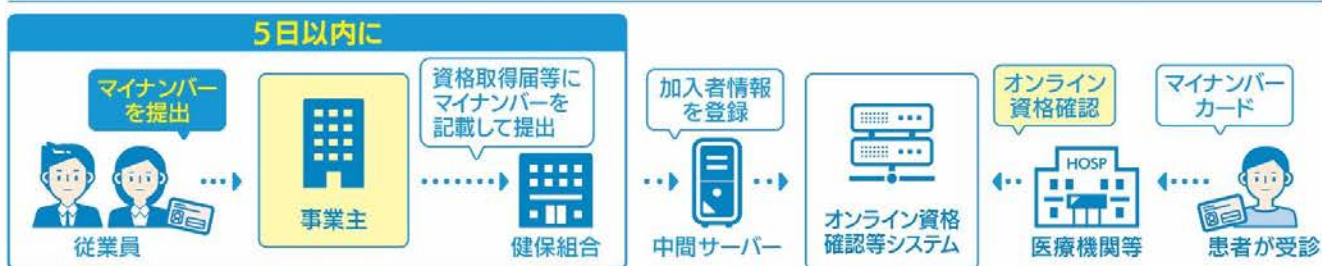 5日以内に
マイナンバー
を提出
従業員
事業主
資格取得届等に
マイナンバーを
記載して提出
健保組合
加入者情報
を登録
中間サーバー
オンライン資格
確認等システム
オンライン
資格確認
HOSP
医療機関等
マイナンバー
カード
患者が受診